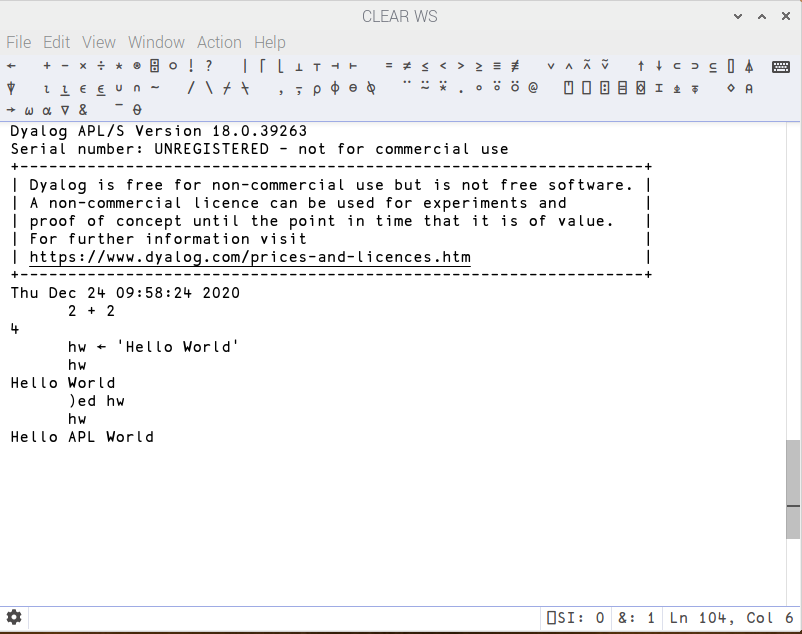 CLEAR WS
File Edit View Window Action Help
← + - × ÷ * ⍟ ⌹ ○ ! ? | ⌈ ⌊ ⊥ ⊤ ⊣ ⊢ = ≠ ≤ < > ≥ ≡ ≢ ∨ ∧ ⍲ ⍱ ↑ ↓ ⊂ ⊃ ⊆ ⌷ ⍋
⍒ ⍳ ⍸ ∊ ⍷ ∪ ∩ ~ / \ ⌿ ⍀ , ⍪ ⍴ ⌽ ⊖ ⍉ ¨ ⍨ ⍣ . ∘ ⍤ ⍥ @ ⍞ ⎕ ⍠ ⌸ ⌺ ⌶ ⍎ ⍕ ⋄ ⍝
→ ⍵ ⍺ ∇ & ¯ ⍬
Dyalog APL/S Version 18.0.39263
Serial number: UNREGISTERED - not for commercial use
+----------------------------------------------------------------+
| Dyalog is free for non-commercial use but is not free software. |
| A non-commercial licence can be used for experiments and |
| proof of concept until the point in time that it is of value. |
| For further information visit |
| https://www.dyalog.com/prices-and-licences.htm |
+----------------------------------------------------------------+
Thu Dec 24 09:58:24 2020
2 + 2
4
hw ← 'Hello World'
hw
Hello World
)ed hw
hw
Hello APL World
⎕SI: 0 &: 1 Ln 104, Col 6